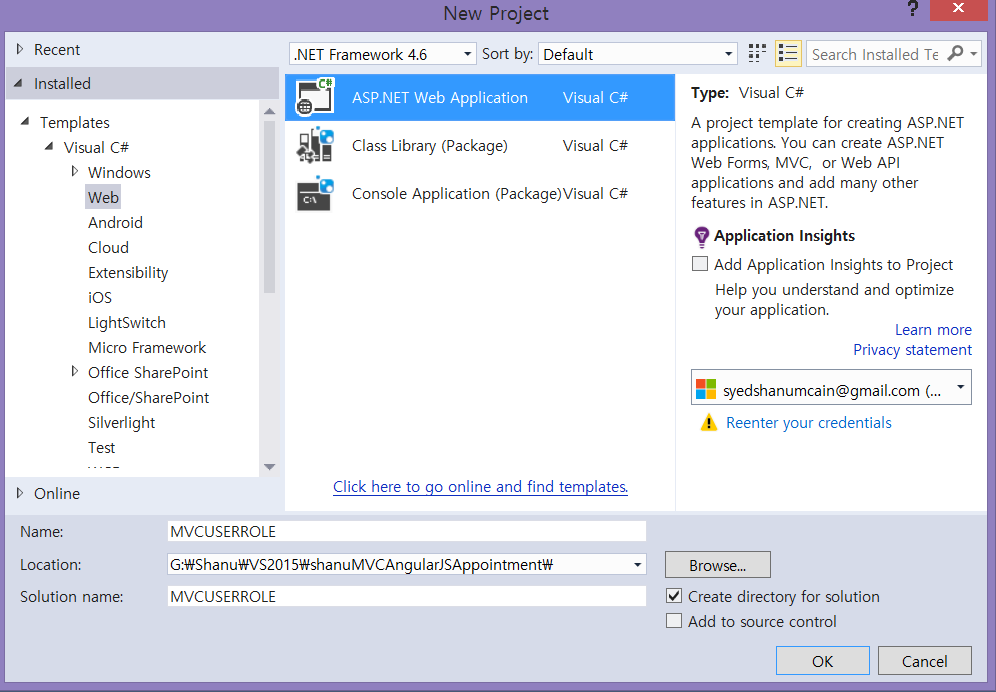 New Project
?
Recent
.NET Framework 4.6
Sort by:
Default
Search Installed Te
Installed
Templates
Visual C#
Windows
Web
Android
Cloud
Extensibility
iOS
LightSwitch
Micro Framework
Office SharePoint
Office/SharePoint
Silverlight
Test
Online
C#
ASP.NET Web Application Visual C#
Class Library (Package) Visual C#
C:\
Console Application (Package) Visual C#
Click here to go online and find templates.
Type: Visual C#
A project template for creating ASP.NET
applications. You can create ASP.NET
Web Forms, MVC, or Web API
applications and add many other
features in ASP.NET.
Application Insights
Add Application Insights to Project
Help you understand and optimize
your application.
Learn more
Privacy statement
syedshanumcain@gmail.com (...
Reenter your credentials
Name: MVCUSERROLE
Location: G:₩Shanu₩VS2015₩shanuMVCAngularJSAppointment₩
Browse...
Solution name: MVCUSERROLE
Create directory for solution
Add to source control
OK
Cancel